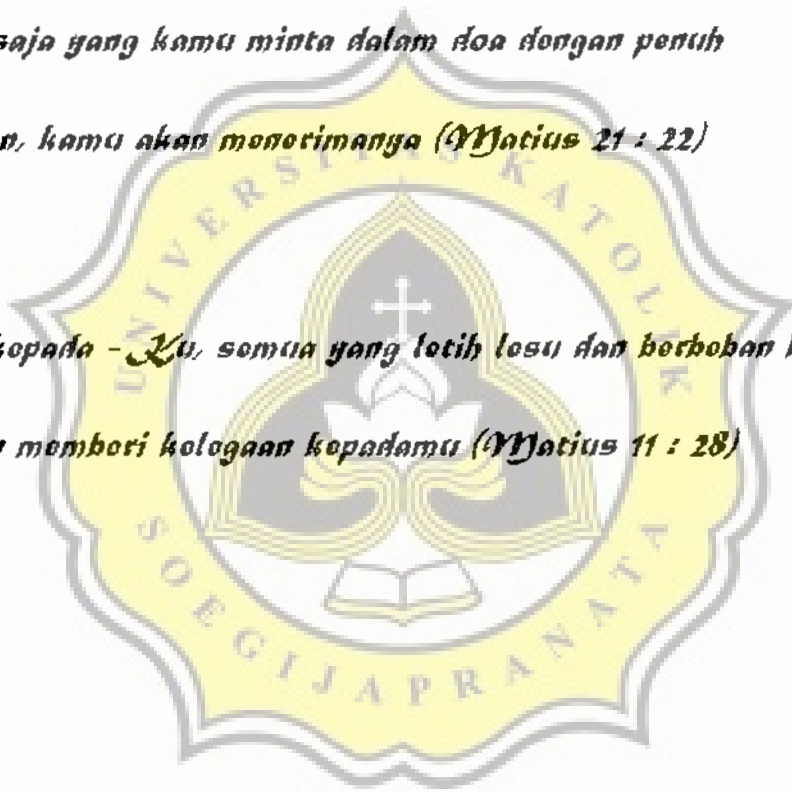 saja yang kamu minta dalam doa dengan penuh
n, kamu akan menerimanya (Matius 21 : 22)
kepada - Ku, semua yang letih lesu dan berbeban
memberi kelegaan kepadamu (Matius 11 : 28)
UNIVERSITAS KATOLIK
SOEGIJAPRANATA